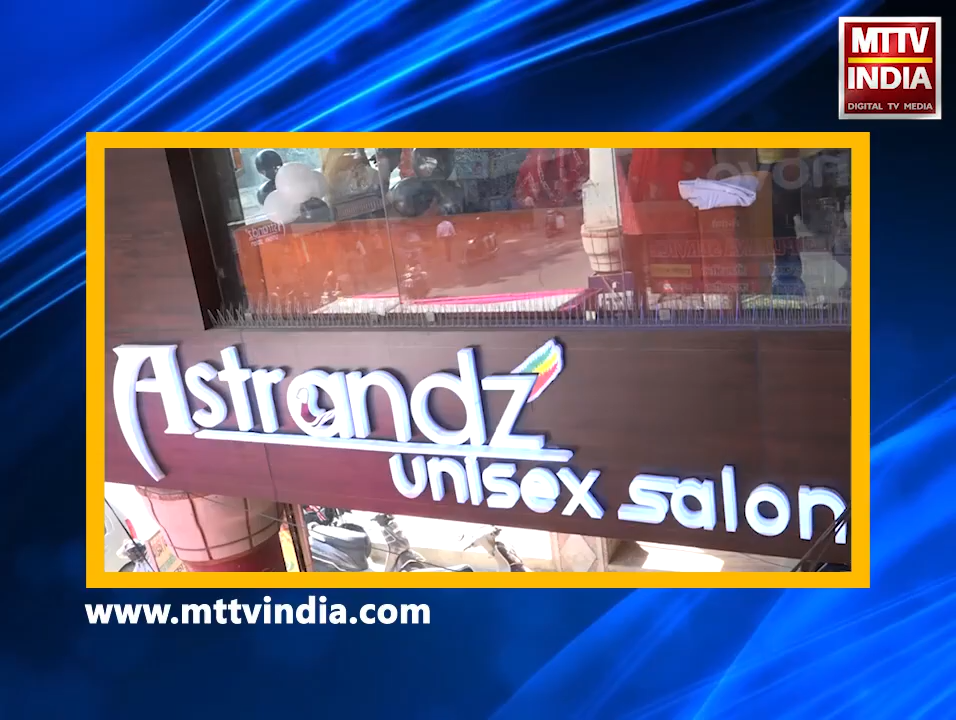 MTTV
INDIA
DIGITAL TV MEDIA
Astrandz
unisex salon
www.mttvindia.com